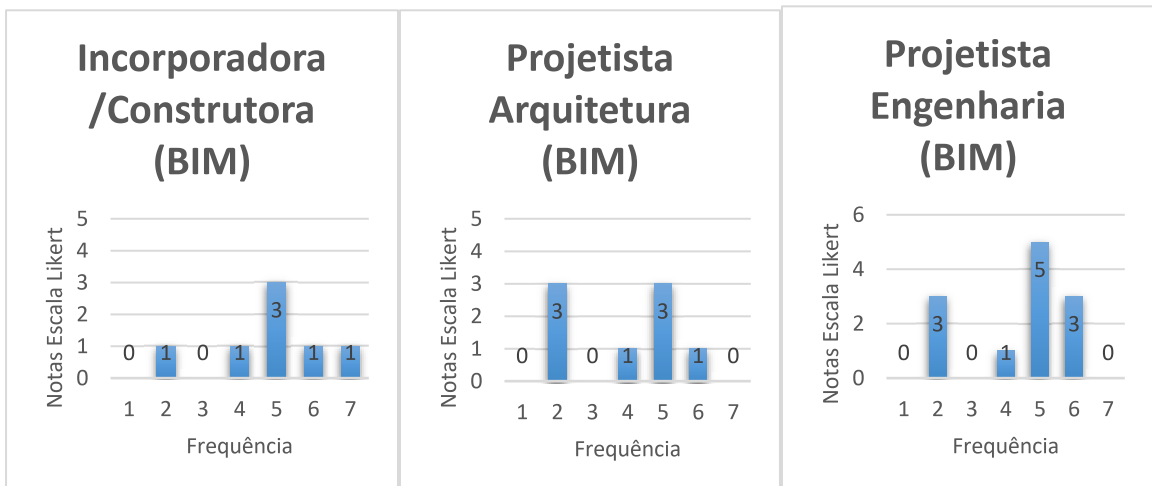 Incorporadora
/Construtora
(BIM)
Notas Escala Likert
5
4
3
2
1
0
0 1 0 1 3 1 1
1 2 3 4 5 6 7
Frequência
Projetista
Arquitetura
(BIM)
Notas Escala Likert
5
4
3
2
1
0
0 3 0 1 3 1 0
1 2 3 4 5 6 7
Frequência
Projetista
Engenharia
(BIM)
Notas Escala Likert
6
4
2
0
0 3 0 1 5 3 0
1 2 3 4 5 6 7
Frequência